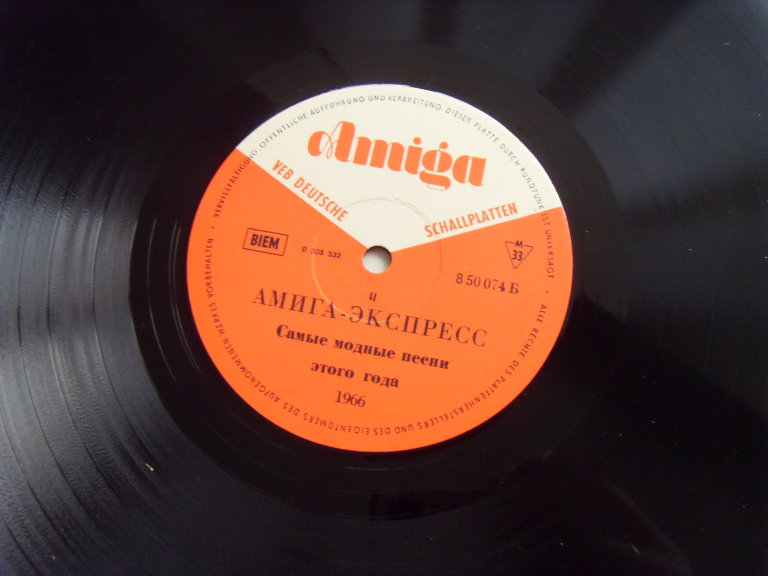 VERVIELFÄLTIGUNG, ÖFFENTLICHE AUFFÜHRUNG UND VERBREITUNG DIESER PLATTE DURCH RUNDFUNK IST UNTERSAGT · ALLE RECHTE DES PLATTENHERSTELLERS UND DES EIGENTÜMERS DES AUFGENOMMENEN WERKES VORBEHALTEN ·
Amiga
VEB DEUTSCHE SCHALLPLATTEN
BIEM
0 503 332
M
33
8 50 074 Б
и
АМИГА-ЭКСПРЕСС
Самые модные песни
этого года
1966